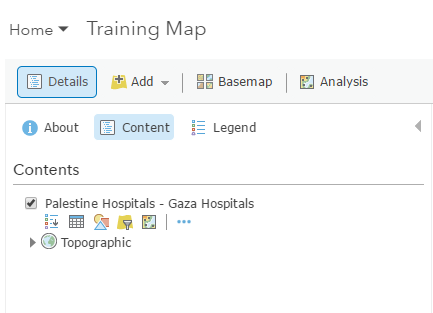 Home Training Map
Details Add Basemap Analysis
About Content Legend
Contents
Palestine Hospitals - Gaza Hospitals
Topographic